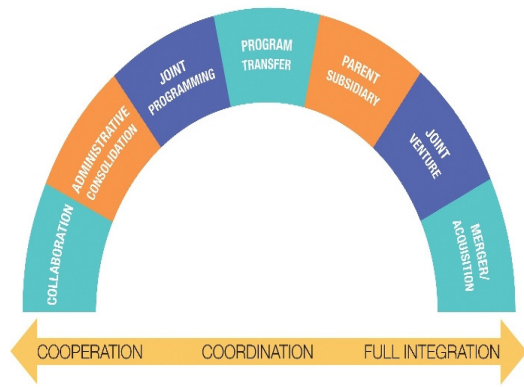 COLLABORATION
ADMINISTRATIVE
CONSOLIDATION
JOINT
PROGRAMMING
PROGRAM
TRANSFER
PARENT
SUBSIDIARY
JOINT
VENTURE
MERGER/
ACQUISITION
COOPERATION COORDINATION FULL INTEGRATION